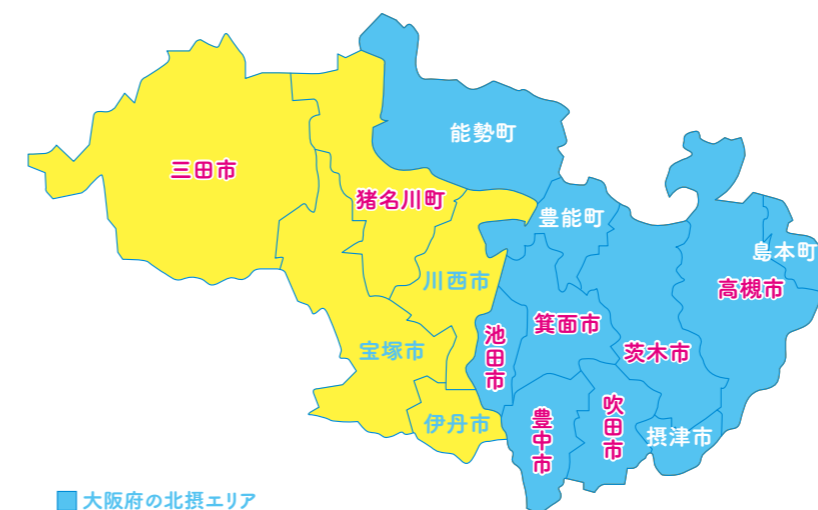 能勢町
三田市
猪名川町
豊能町
島本町
川西市
高槻市
池田市
箕面市
宝塚市
茨木市
伊丹市
豊中市
吹田市
摂津市
大阪府の北摂エリア